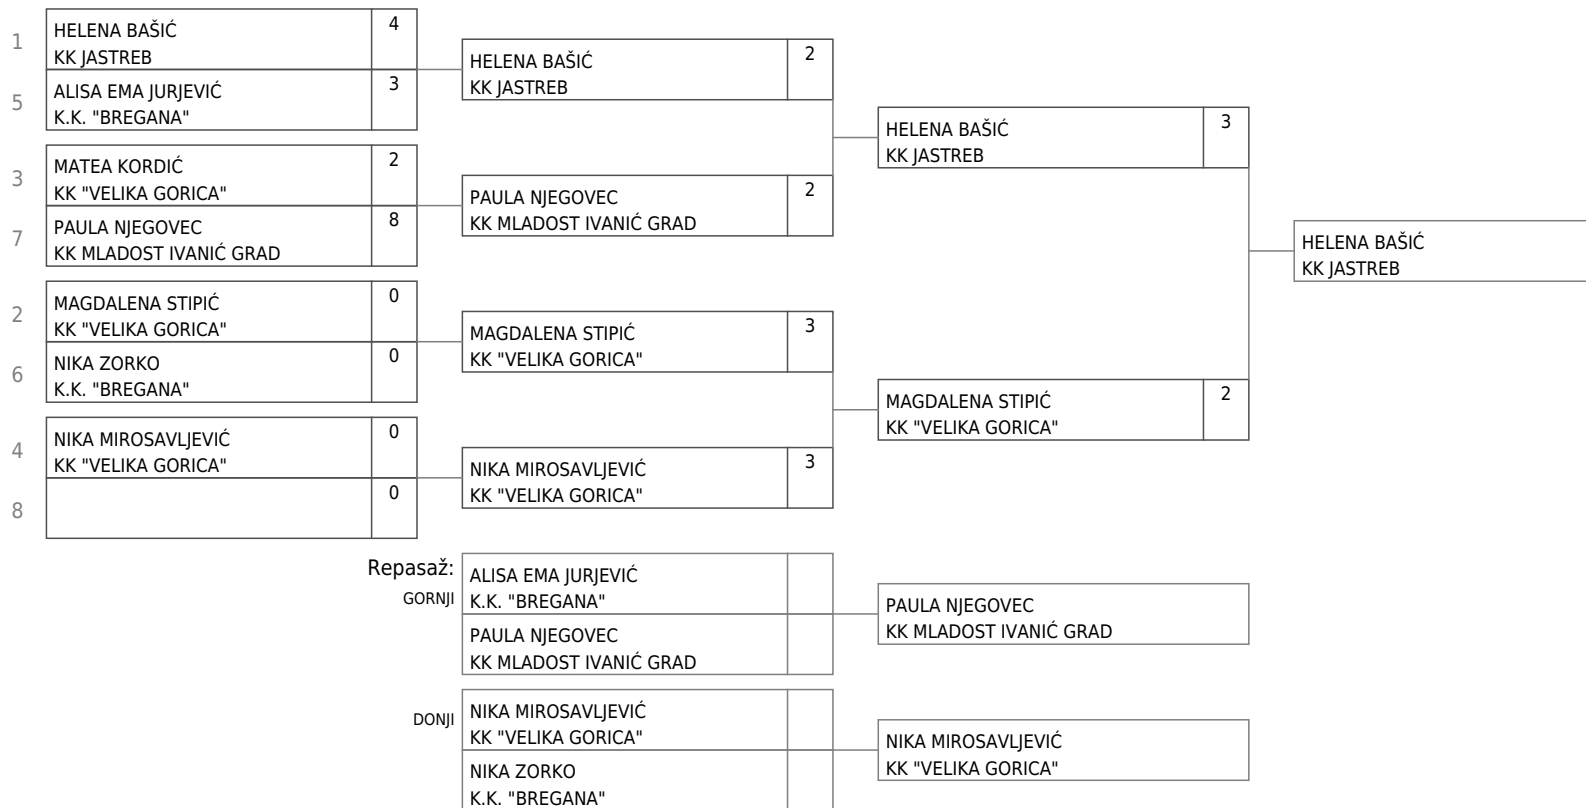 1
HELENA BAŠIĆ 4
KK JASTREB
5
ALISA EMA JURJEVIĆ 3
K.K. "BREGANA"
3
MATEA KORDIĆ 2
KK "VELIKA GORICA"
7
PAULA NJEGOVEC 8
KK MLADOST IVANIĆ GRAD
2
MAGDALENA STIPIĆ 0
KK "VELIKA GORICA"
6
NIKA ZORKO 0
K.K. "BREGANA"
4
NIKA MIROSAVLJEVIĆ 0
KK "VELIKA GORICA"
8
0
HELENA BAŠIĆ 2
KK JASTREB
PAULA NJEGOVEC 2
KK MLADOST IVANIĆ GRAD
MAGDALENA STIPIĆ 3
KK "VELIKA GORICA"
NIKA MIROSAVLJEVIĆ 3
KK "VELIKA GORICA"
HELENA BAŠIĆ 3
KK JASTREB
MAGDALENA STIPIĆ 2
KK "VELIKA GORICA"
HELENA BAŠIĆ
KK JASTREB
Repasaž:
GORNJI
ALISA EMA JURJEVIĆ
K.K. "BREGANA"
PAULA NJEGOVEC
KK MLADOST IVANIĆ GRAD
PAULA NJEGOVEC
KK MLADOST IVANIĆ GRAD
DONJI
NIKA MIROSAVLJEVIĆ
KK "VELIKA GORICA"
NIKA ZORKO
K.K. "BREGANA"
NIKA MIROSAVLJEVIĆ
KK "VELIKA GORICA"